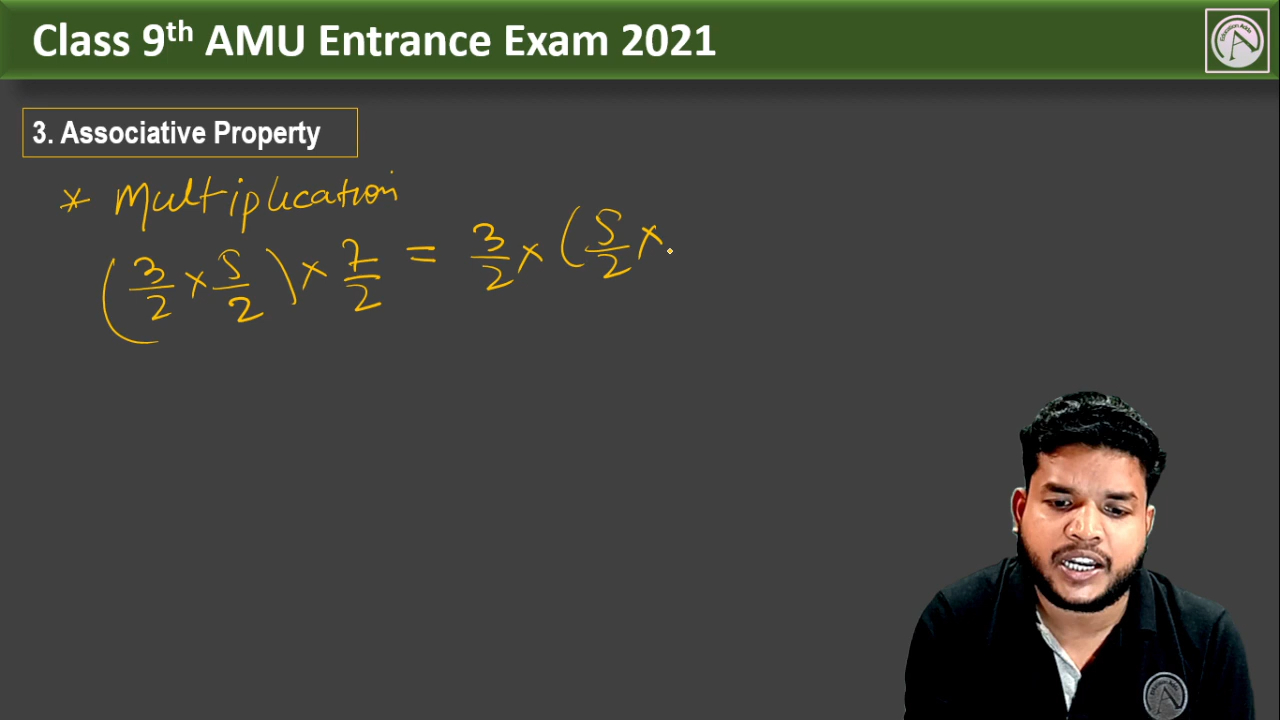 Class 9th AMU Entrance Exam 2021
3. Associative Property
* Multiplication
(3/2 × 5/2) × 7/2 = 3/2 × (5/2 ×